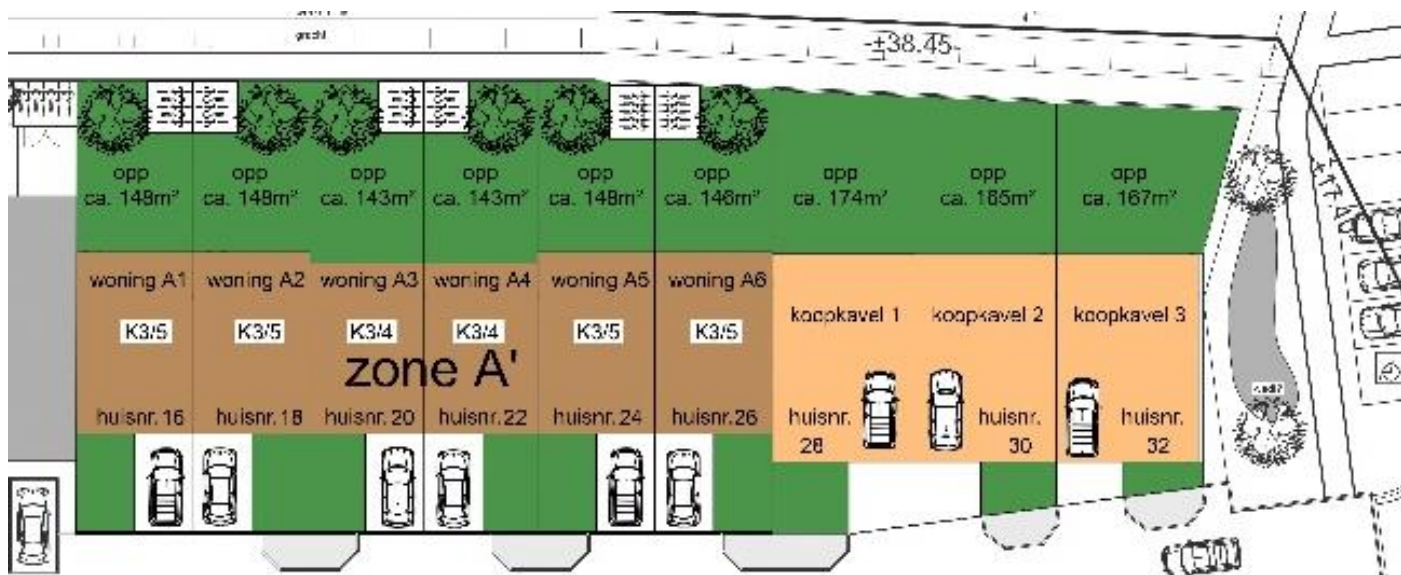 gracht
±38.45
opp
ca. 148m²
opp
ca. 148m²
opp
ca. 143m²
opp
ca. 143m²
opp
ca. 148m²
opp
ca. 146m²
opp
ca. 174m²
opp
ca. 165m²
opp
ca. 167m²
woning A1
woning A2
woning A3
woning A4
woning A5
woning A6
koopkavel 1
koopkavel 2
koopkavel 3
K3/5
K3/5
K3/4
K3/4
K3/5
K3/5
zone A'
huisnr. 16
huisnr. 18
huisnr. 20
huisnr. 22
huisnr. 24
huisnr. 26
huisnr.
28
huisnr.
30
huisnr.
32